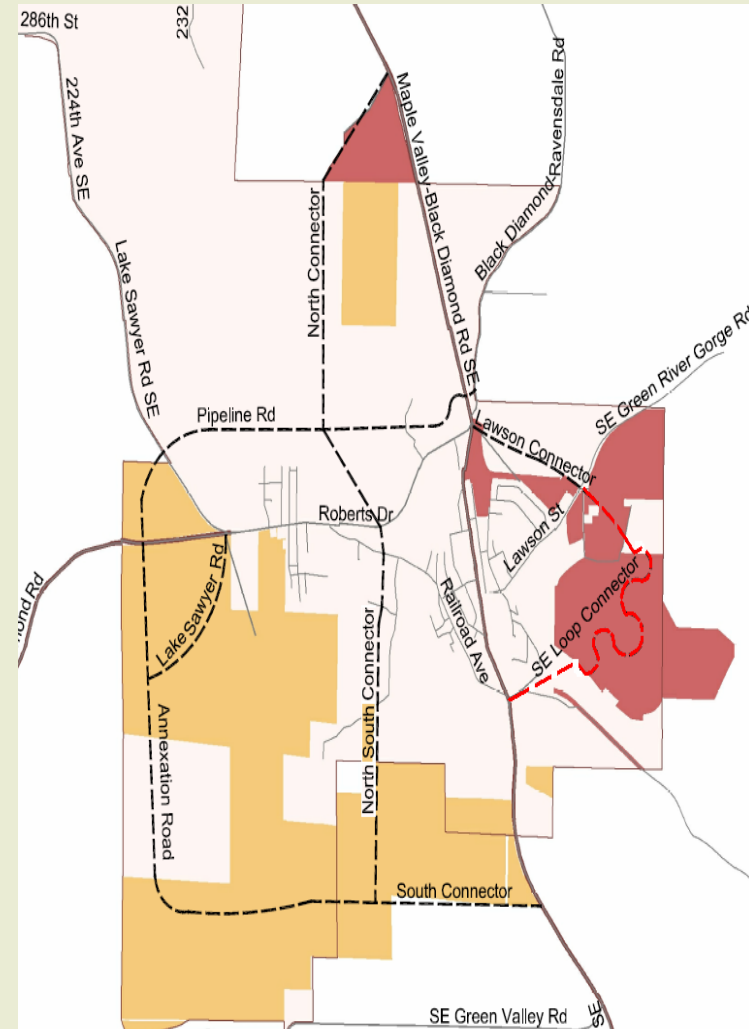 286th St
232
224th Ave SE
Maple Valley-Black Diamond Rd SE
Black Diamond-Ravensdale Rd
North Connector
Lake Sawyer Rd SE
SE Green River Gorge Rd
Pipeline Rd
Lawson Connector
Roberts Dr
Lawson St
Lake Sawyer Rd
mond Rd
Railroad Ave
SE Loop Connector
North South Connector
Annexation Road
South Connector
SE Green Valley Rd
SE